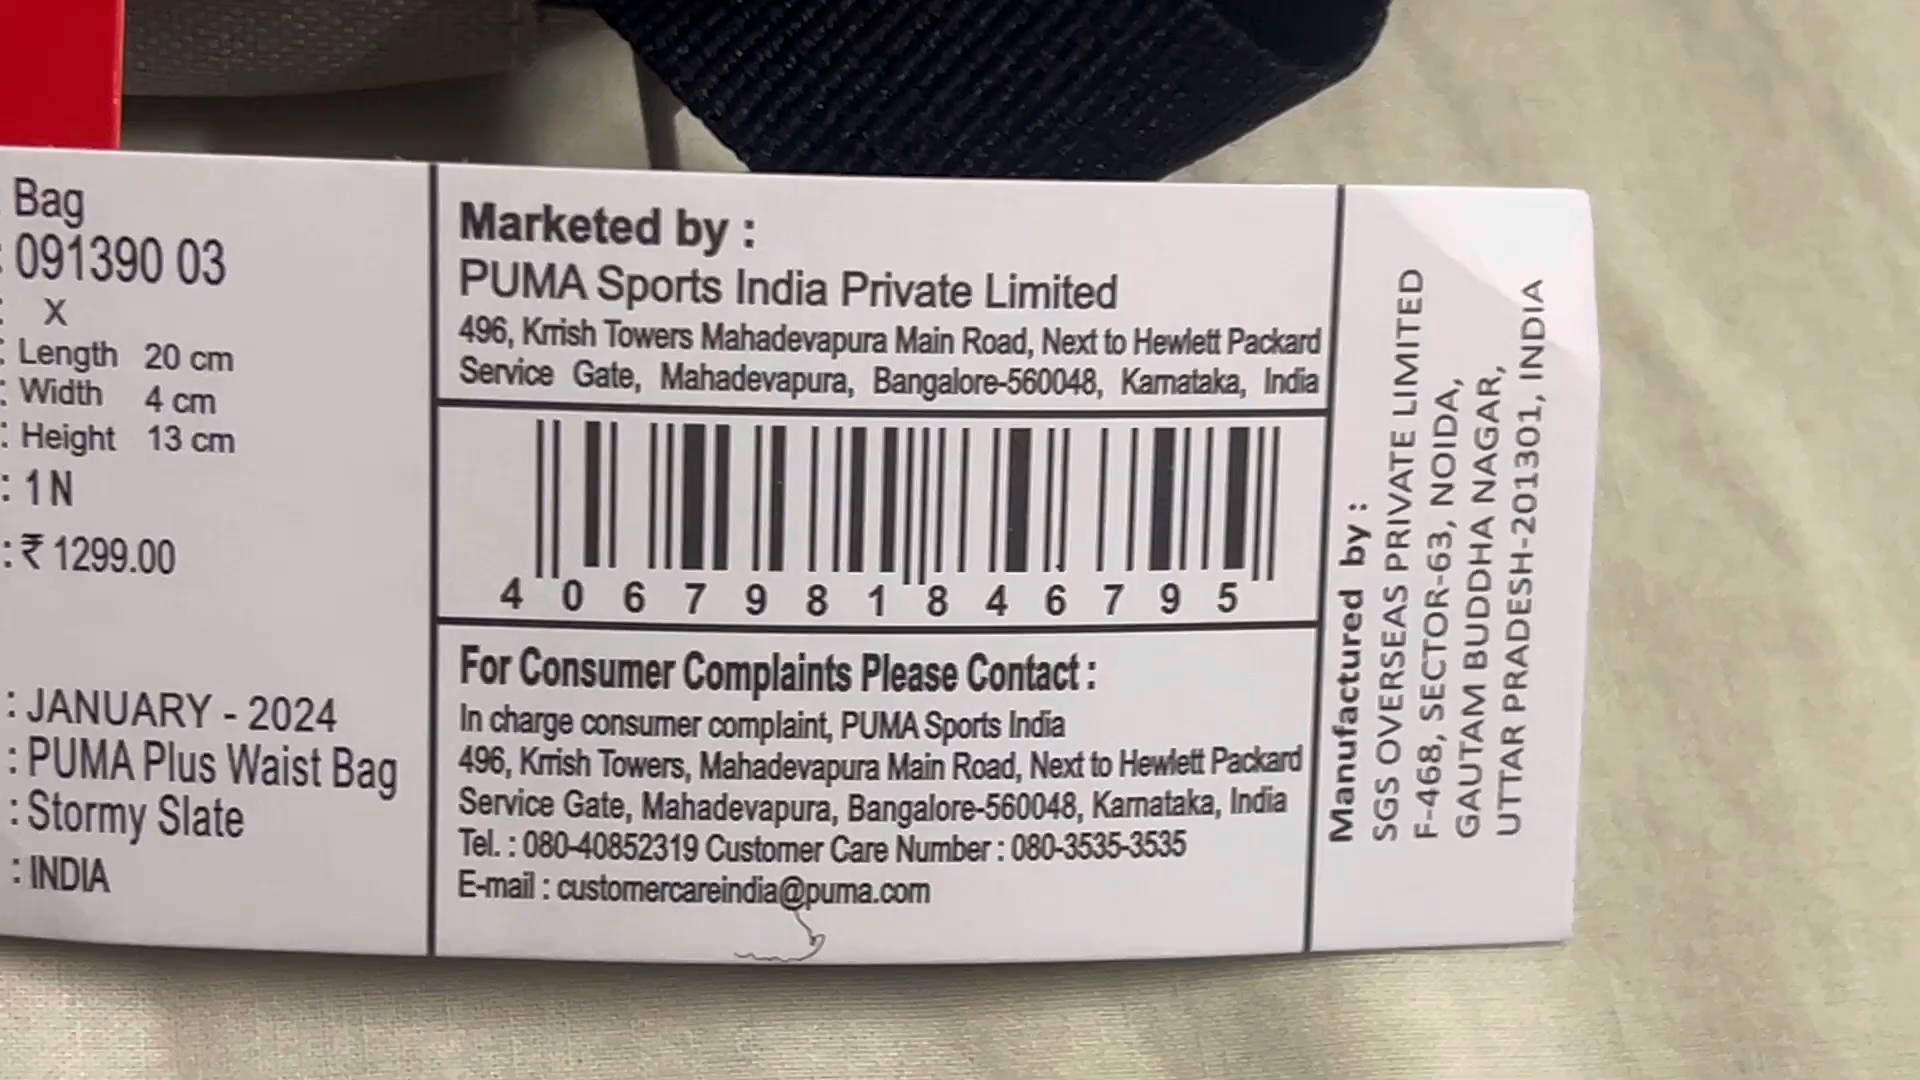 Bag
: 091390 03
: X
: Length 20 cm
: Width 4 cm
: Height 13 cm
: 1 N
: ₹ 1299.00
: JANUARY - 2024
: PUMA Plus Waist Bag
: Stormy Slate
: INDIA
Marketed by :
PUMA Sports India Private Limited
496, Krrish Towers Mahadevapura Main Road, Next to Hewlett Packard
Service Gate, Mahadevapura, Bangalore-560048, Karnataka, India
4 0 6 7 9 8 1 8 4 6 7 9 5
For Consumer Complaints Please Contact :
In charge consumer complaint, PUMA Sports India
496, Krrish Towers, Mahadevapura Main Road, Next to Hewlett Packard
Service Gate, Mahadevapura, Bangalore-560048, Karnataka, India
Tel. : 080-40852319 Customer Care Number : 080-3535-3535
E-mail : customercareindia@puma.com
Manufactured by :
SGS OVERSEAS PRIVATE LIMITED
F-468, SECTOR-63, NOIDA,
GAUTAM BUDDHA NAGAR,
UTTAR PRADESH-201301, INDIA